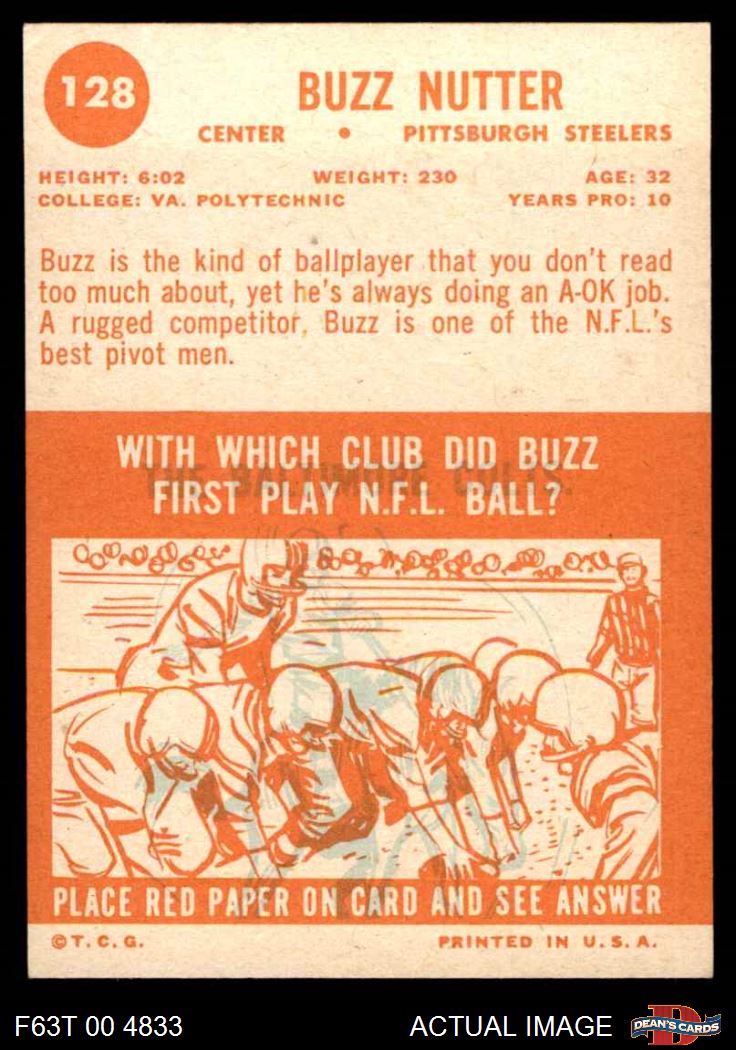 128
BUZZ NUTTER
CENTER • PITTSBURGH STEELERS
HEIGHT: 6:02 WEIGHT: 230 AGE: 32
COLLEGE: VA. POLYTECHNIC YEARS PRO: 10
Buzz is the kind of ballplayer that you don't read
too much about, yet he's always doing an A-OK job.
A rugged competitor, Buzz is one of the N.F.L.'s
best pivot men.
WITH WHICH CLUB DID BUZZ
THE BALTIMORE COLTS.
FIRST PLAY N.F.L. BALL?
PLACE RED PAPER ON CARD AND SEE ANSWER
©T.C.G. PRINTED IN U.S.A.
F63T 00 4833 ACTUAL IMAGE D DEAN'S CARDS